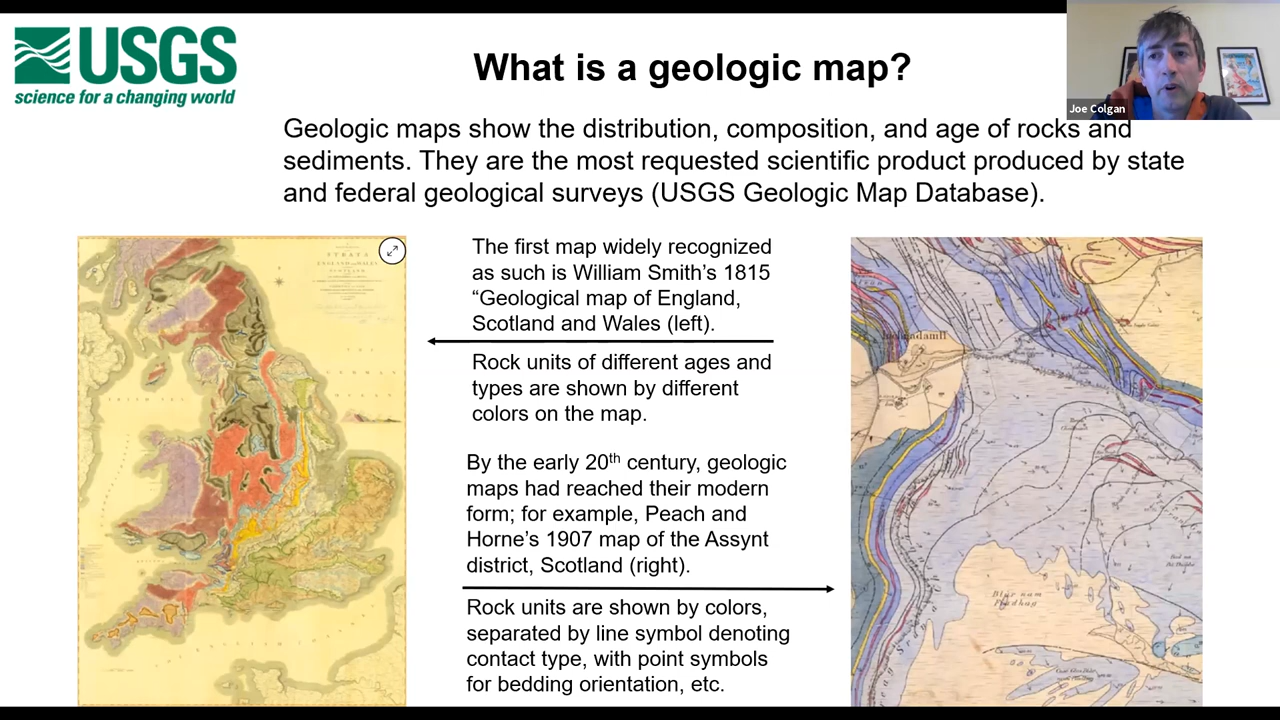 USGS
science for a changing world
What is a geologic map?
Joe Colgan
Geologic maps show the distribution, composition, and age of rocks and
sediments. They are the most requested scientific product produced by state
and federal geological surveys (USGS Geologic Map Database).
The first map widely recognized
as such is William Smith's 1815
“Geological map of England,
Scotland and Wales (left).
Rock units of different ages and
types are shown by different
colors on the map.
By the early 20th century, geologic
maps had reached their modern
form; for example, Peach and
Horne's 1907 map of the Assynt
district, Scotland (right).
Rock units are shown by colors,
separated by line symbol denoting
contact type, with point symbols
for bedding orientation, etc.
STRATA